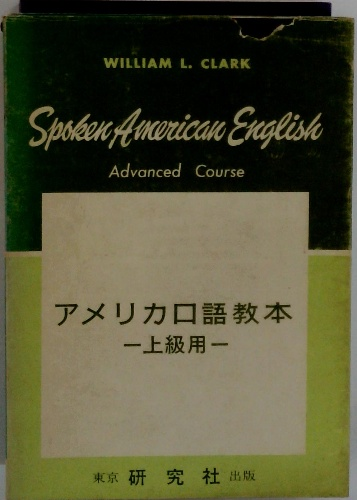 WILLIAM L. CLARK
Spoken American English
Advanced Course
アメリカ口語教本
ー上級用ー
東京 研究社 出版